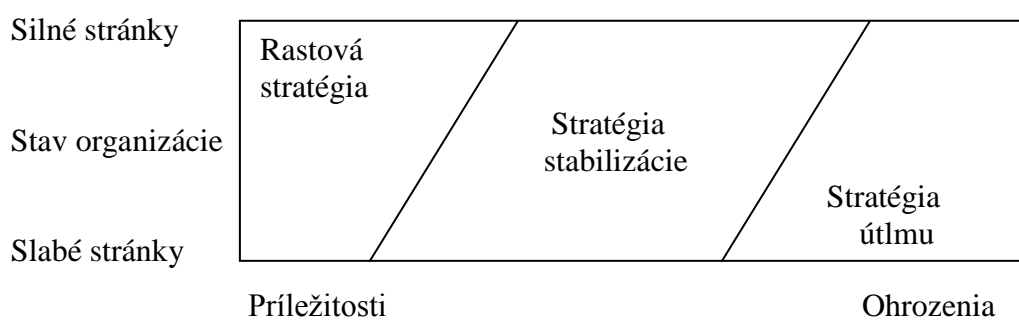 Silné stránky
Rastová
stratégia
Stav organizácie
Stratégia
stabilizácie
Stratégia
útlmu
Slabé stránky
Príležitosti
Ohrozenia